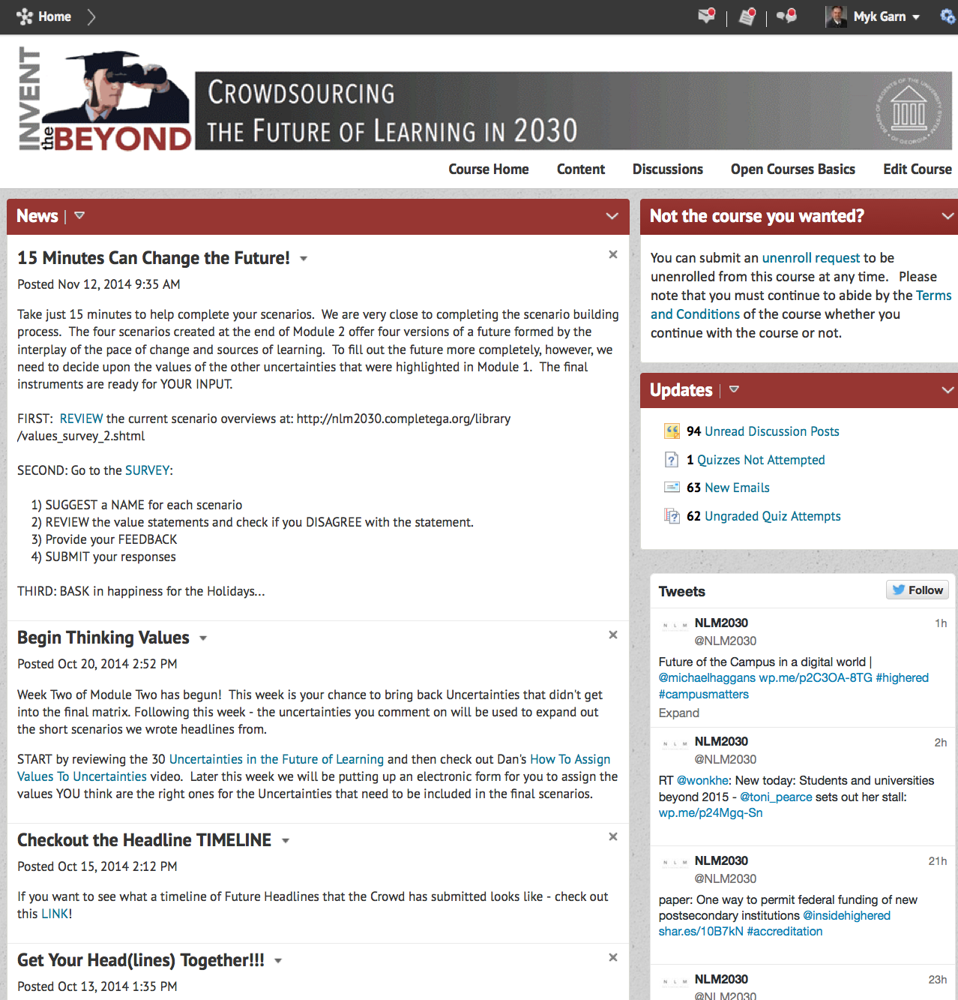 Home
Myk Garn
INVENT
the BEYOND
CROWDSOURCING
THE FUTURE OF LEARNING IN 2030
BOARD OF REGENTS OF THE UNIVERSITY SYSTEM OF GEORGIA
Course Home Content Discussions Open Courses Basics Edit Course
News
15 Minutes Can Change the Future!
Posted Nov 12, 2014 9:35 AM
Take just 15 minutes to help complete your scenarios. We are very close to completing the scenario building
process. The four scenarios created at the end of Module 2 offer four versions of a future formed by the
interplay of the pace of change and sources of learning. To fill out the future more completely, however, we
need to decide upon the values of the other uncertainties that were highlighted in Module 1. The final
instruments are ready for YOUR INPUT.
FIRST: REVIEW the current scenario overviews at: http://nlm2030.completega.org/library
/values_survey_2.shtml
SECOND: Go to the SURVEY:
1) SUGGEST a NAME for each scenario
2) REVIEW the value statements and check if you DISAGREE with the statement.
3) Provide your FEEDBACK
4) SUBMIT your responses
THIRD: BASK in happiness for the Holidays...
Begin Thinking Values
Posted Oct 20, 2014 2:52 PM
Week Two of Module Two has begun! This week is your chance to bring back Uncertainties that didn't get
into the final matrix. Following this week - the uncertainties you comment on will be used to expand out
the short scenarios we wrote headlines from.
START by reviewing the 30 Uncertainties in the Future of Learning and then check out Dan's How To Assign
Values To Uncertainties video. Later this week we will be putting up an electronic form for you to assign the
values YOU think are the right ones for the Uncertainties that need to be included in the final scenarios.
Checkout the Headline TIMELINE
Posted Oct 15, 2014 2:12 PM
If you want to see what a timeline of Future Headlines that the Crowd has submitted looks like - check out
this LINK!
Get Your Head(lines) Together!!!
Posted Oct 13, 2014 1:35 PM
Not the course you wanted?
You can submit an unenroll request to be
unenrolled from this course at any time. Please
note that you must continue to abide by the Terms
and Conditions of the course whether you
continue with the course or not.
Updates
94 Unread Discussion Posts
1 Quizzes Not Attempted
63 New Emails
62 Ungraded Quiz Attempts
Tweets Follow
NLM NLM2030 1h
@NLM2030
Future of the Campus in a digital world |
@michaelhaggans wp.me/p2C3OA-8TG #highered
#campusmatters
Expand
NLM NLM2030 2h
@NLM2030
RT @wonkhe: New today: Students and universities
beyond 2015 - @toni_pearce sets out her stall:
wp.me/p24Mgq-Sn
NLM NLM2030 21h
@NLM2030
paper: One way to permit federal funding of new
postsecondary institutions @insidehighered
shar.es/10B7kN #accreditation
NLM NLM2030 23h
@NLM2030